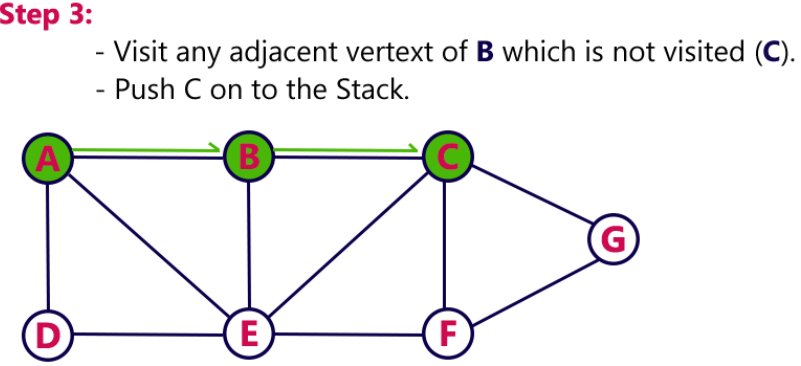 Step 3:
- Visit any adjacent vertext of B which is not visited (C).
- Push C on to the Stack.
A B C
G
D E F